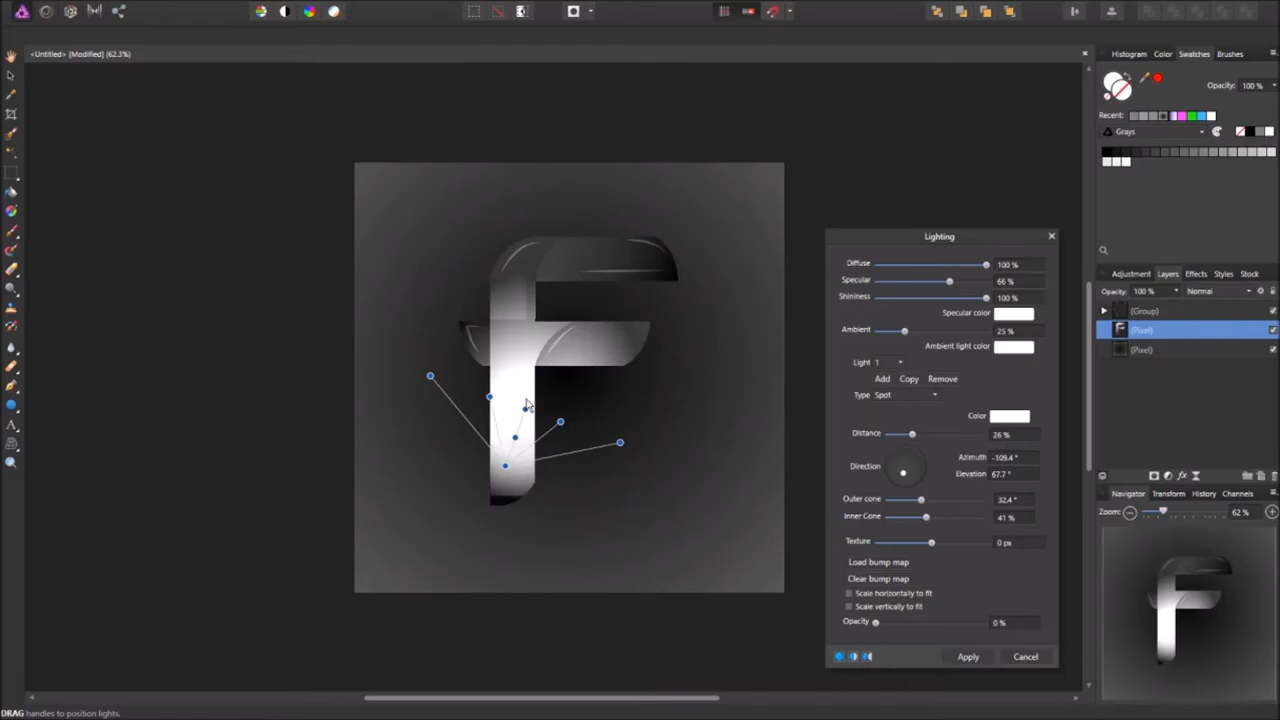 <Untitled> [Modified] (62.3%)
Histogram Color Swatches Brushes
Opacity: 100 %
Recent:
Grays
Lighting
Diffuse 100 %
Specular 66 %
Shininess 100 %
Specular color
Ambient 25 %
Ambient light color
Light 1
Add Copy Remove
Type Spot
Color
Distance 26 %
Direction
Azimuth -109.4 °
Elevation 67.7 °
Outer cone 32.4 °
Inner Cone 41 %
Texture 0 px
Load bump map
Clear bump map
Scale horizontally to fit
Scale vertically to fit
Opacity 0 %
Apply Cancel
Adjustment Layers Effects Styles Stock
Opacity: 100 % Normal
(Group)
(Pixel)
(Pixel)
fx
Navigator Transform History Channels
Zoom: 62 %
DRAG handles to position lights.